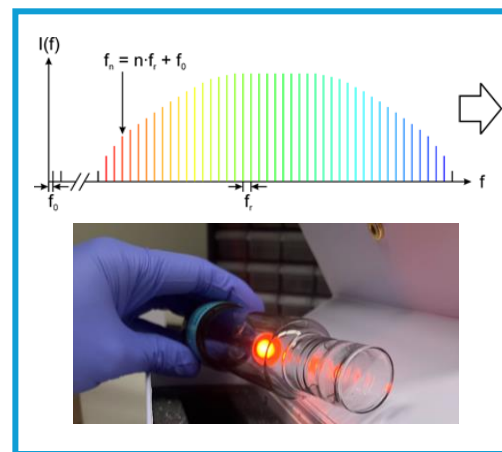 I(f)
fₙ = n·fᵣ + f₀
f
f₀
fᵣ